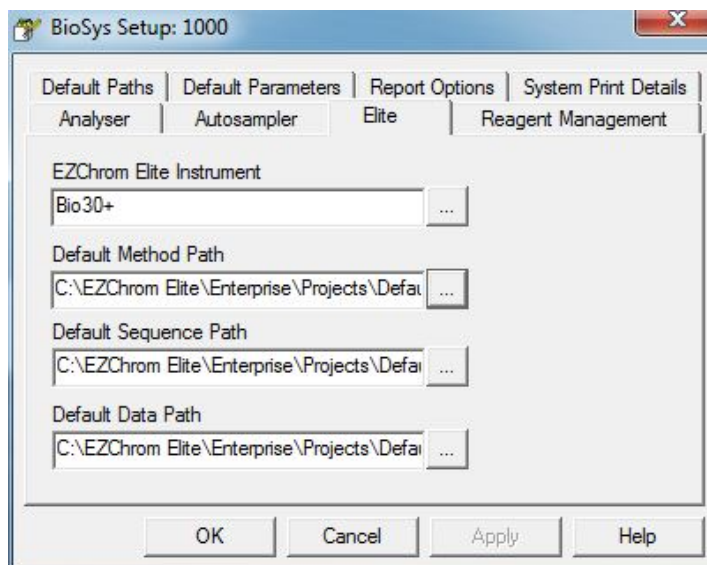 BioSys Setup: 1000
X
Default Paths Default Parameters Report Options System Print Details
Analyser Autosampler Elite Reagent Management
EZChrom Elite Instrument
Bio30+ ...
Default Method Path
C:\EZChrom Elite\Enterprise\Projects\Defau ...
Default Sequence Path
C:\EZChrom Elite\Enterprise\Projects\Defau ...
Default Data Path
C:\EZChrom Elite\Enterprise\Projects\Defau ...
OK Cancel Apply Help